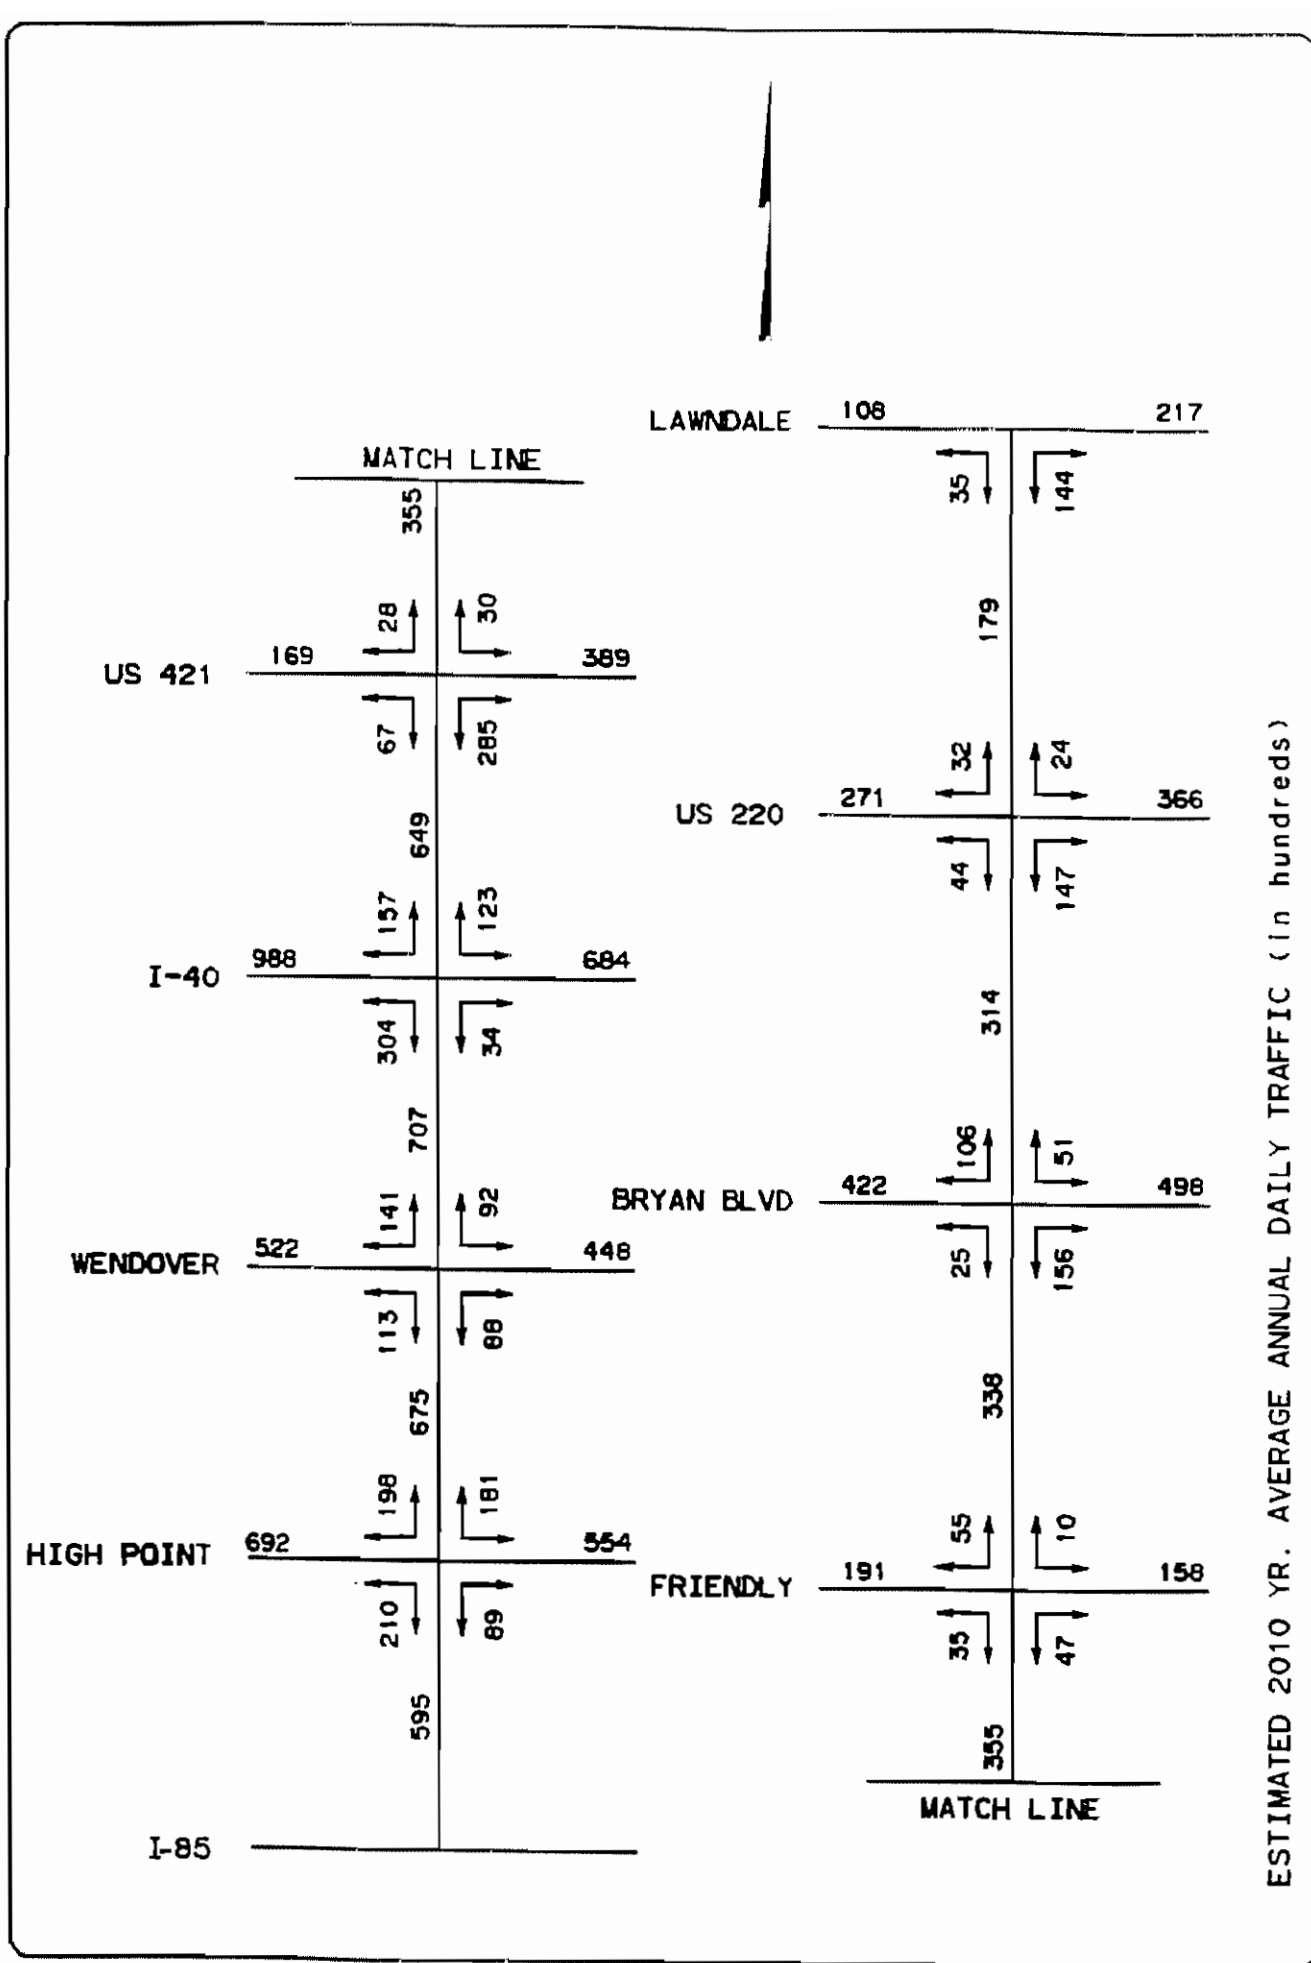 MATCH LINE
355
28 30
US 421 169 389
67 285
649
157 123
I-40 988 684
304 34
707
141 92
WENDOVER 522 448
113 88
675
198 181
HIGH POINT 692 554
210 89
595
I-85
LAWNDALE 108 217
35 144
179
32 24
US 220 271 366
44 147
314
106 51
BRYAN BLVD 422 498
25 156
338
55 10
FRIENDLY 191 158
35 47
355
MATCH LINE
ESTIMATED 2010 YR. AVERAGE ANNUAL DAILY TRAFFIC (in hundreds)